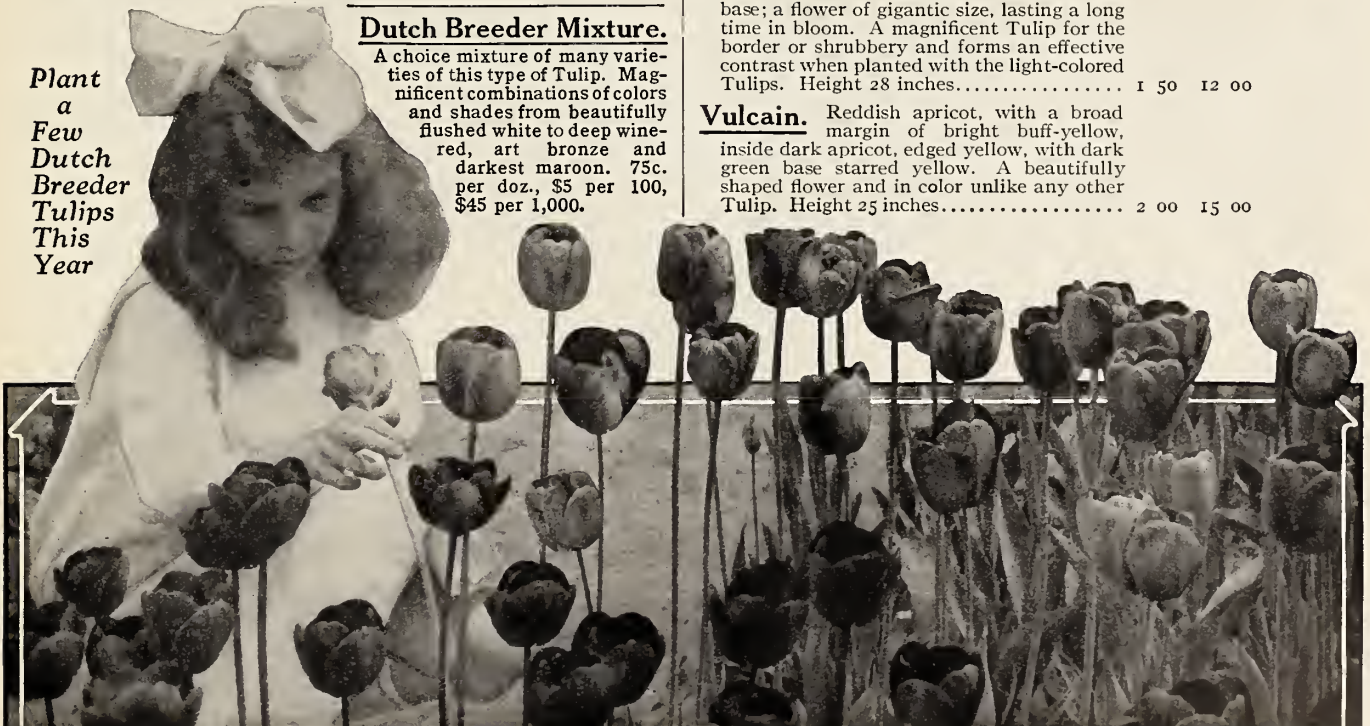 Plant
a
Few
Dutch
Breeder
Tulips
This
Year
Dutch Breeder Mixture.
A choice mixture of many varie-
ties of this type of Tulip. Mag-
nificent combinations of colors
and shades from beautifully
flushed white to deep wine-
red, art bronze and
darkest maroon. 75c.
per doz., $5 per 100,
$45 per 1,000.
base; a flower of gigantic size, lasting a long
time in bloom. A magnificent Tulip for the
border or shrubbery and forms an effective
contrast when planted with the light-colored
Tulips. Height 28 inches................. 1 50 12 00
Vulcain. Reddish apricot, with a broad
margin of bright buff-yellow,
inside dark apricot, edged yellow, with dark
green base starred yellow. A beautifully
shaped flower and in color unlike any other
Tulip. Height 25 inches.................. 2 00 15 00